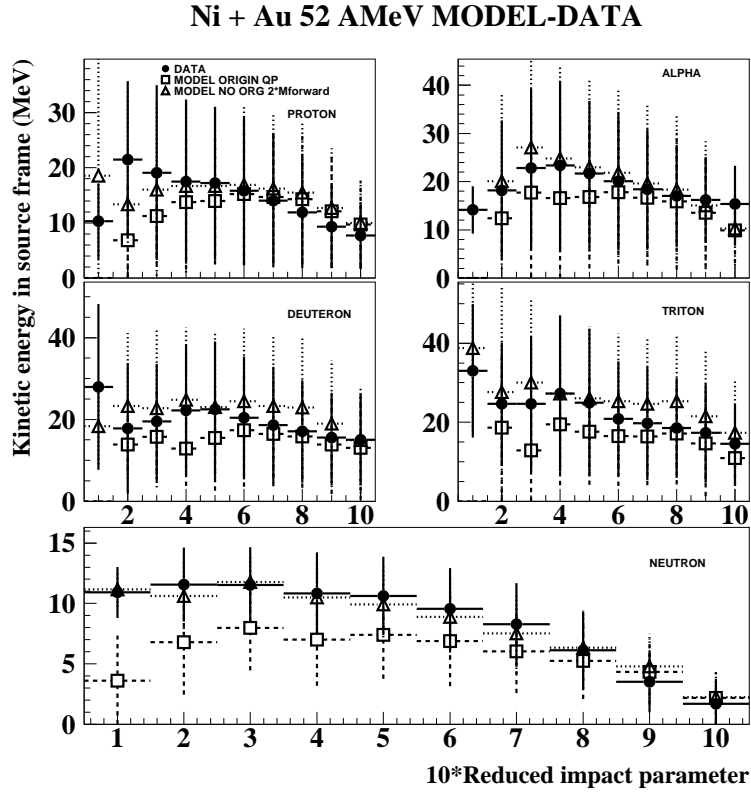 Ni + Au 52 AMeV MODEL-DATA
Kinetic energy in source frame (MeV)
DATA
MODEL ORIGIN QP
MODEL NO ORG 2*Mforward
PROTON
30
20
10
0
ALPHA
40
30
20
10
0
DEUTERON
40
20
0
2 4 6 8 10
TRITON
40
20
0
2 4 6 8 10
NEUTRON
15
10
5
0
1 2 3 4 5 6 7 8 9 10
10*Reduced impact parameter